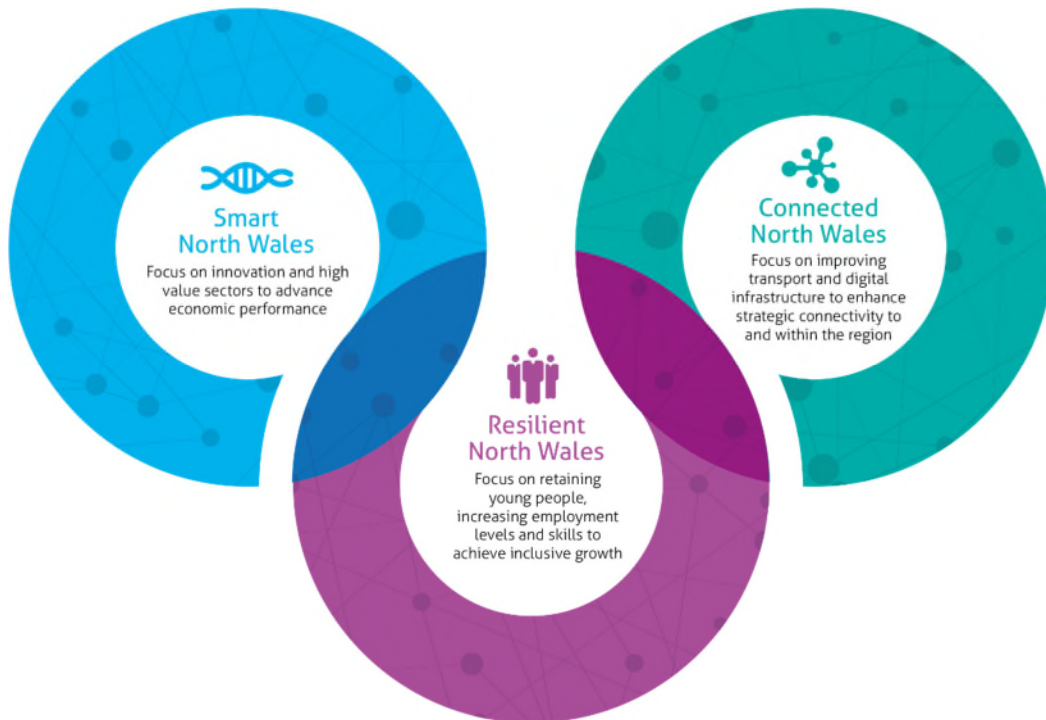 Smart
North Wales
Focus on innovation and high
value sectors to advance
economic performance
Resilient
North Wales
Focus on retaining
young people,
increasing employment
levels and skills to
achieve inclusive growth
Connected
North Wales
Focus on improving
transport and digital
infrastructure to enhance
strategic connectivity to
and within the region